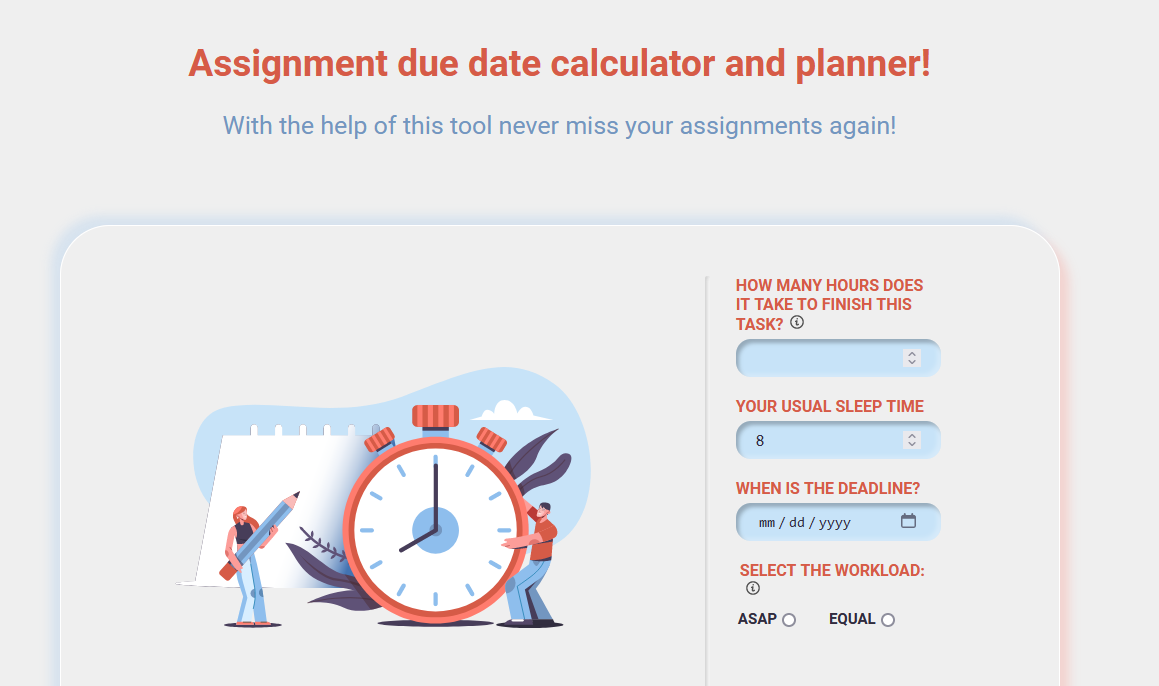 Assignment due date calculator and planner!
With the help of this tool never miss your assignments again!
HOW MANY HOURS DOES
IT TAKE TO FINISH THIS
TASK?
YOUR USUAL SLEEP TIME
8
WHEN IS THE DEADLINE?
mm / dd / yyyy
SELECT THE WORKLOAD:
ASAP EQUAL